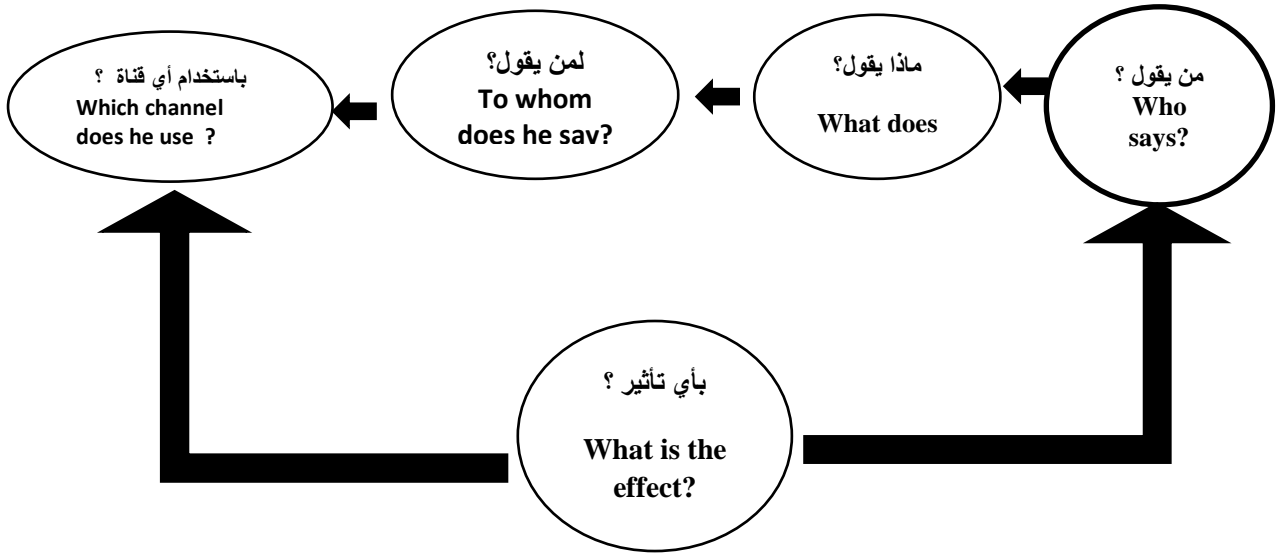 من يقول ؟
Who
says?
ماذا يقول؟
What does
لمن يقول؟
To whom
does he say?
باستخدام أي قناة ؟
Which channel
does he use ?
بأي تأثير ؟
What is the
effect?